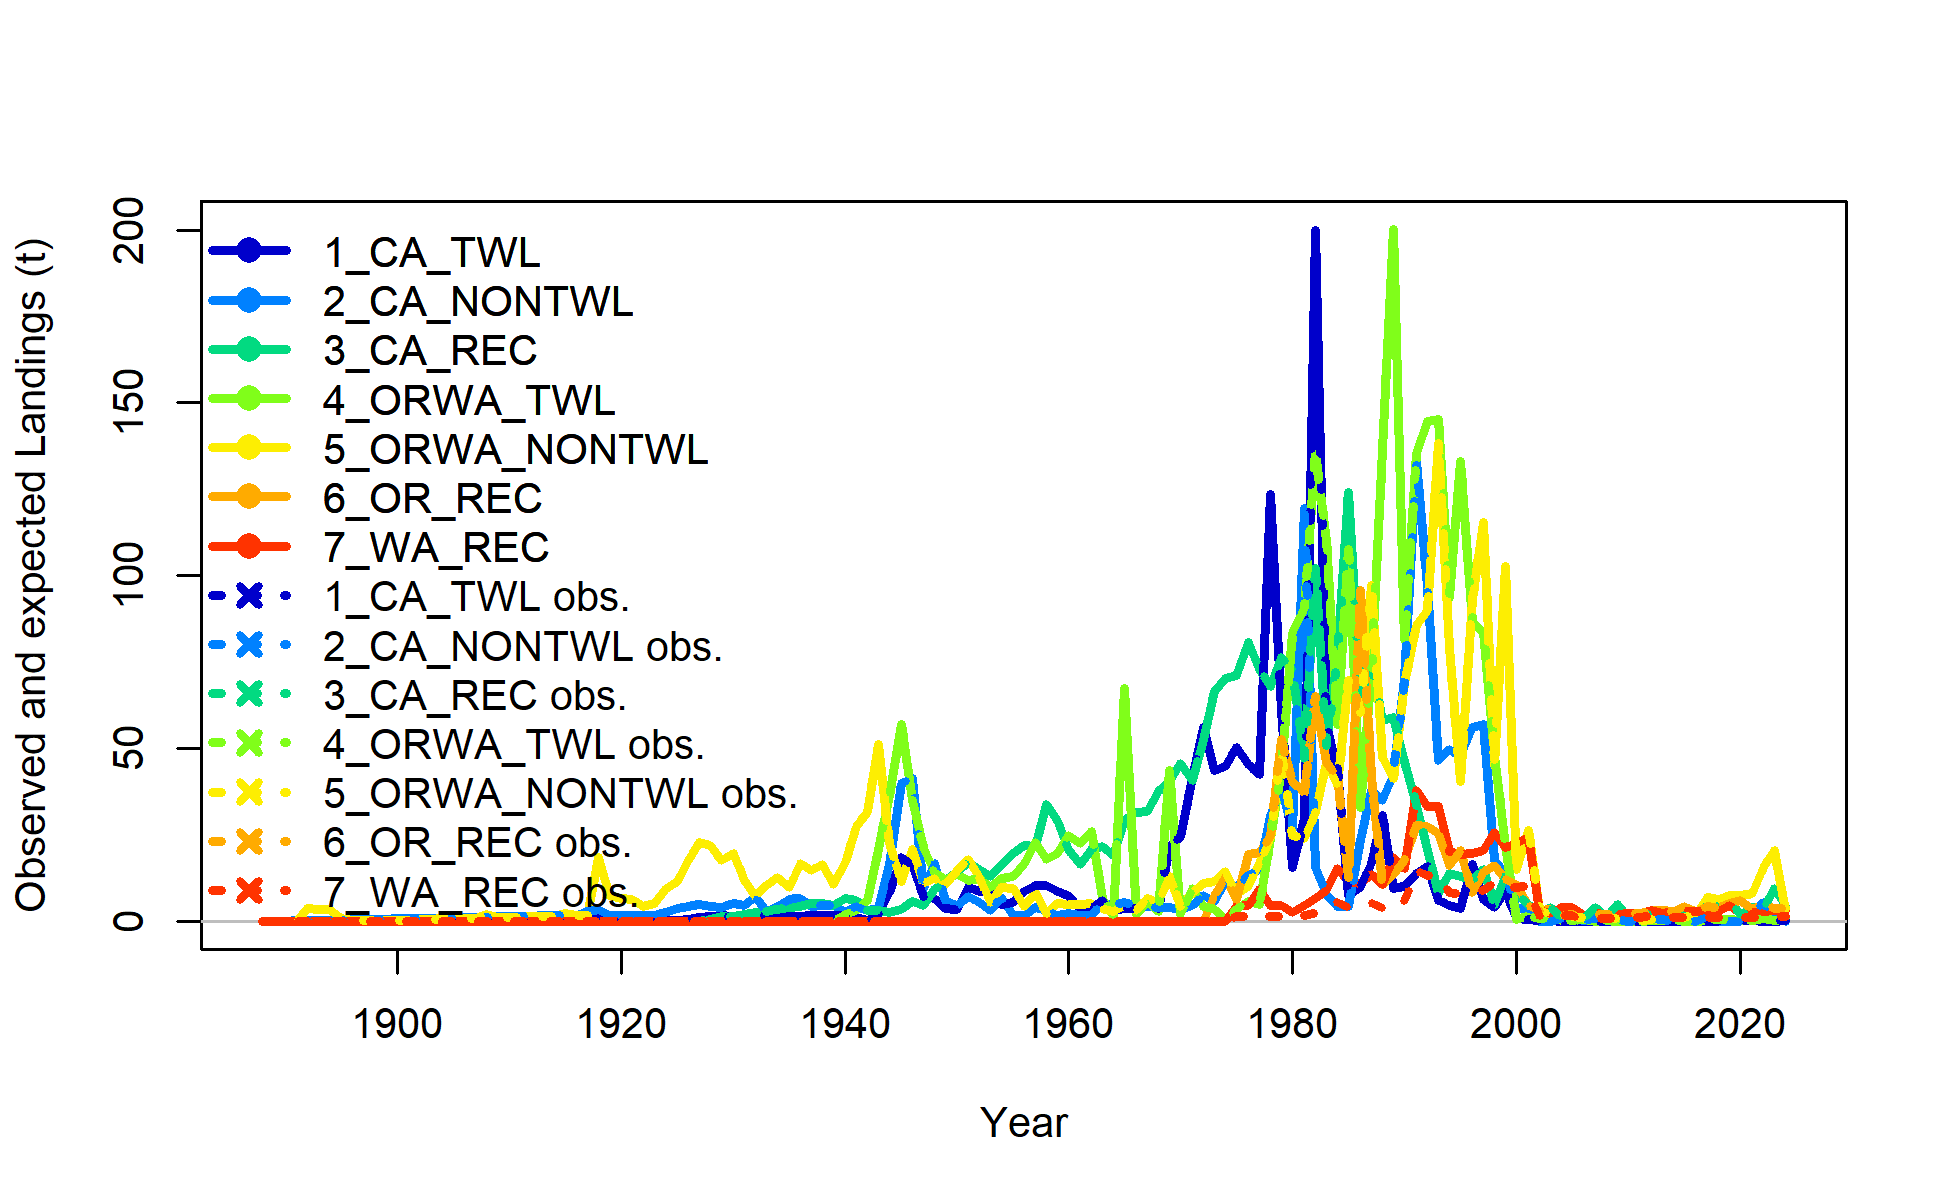 Observed and expected Landings (t)
200
150
100
50
0
1_CA_TWL
2_CA_NONTWL
3_CA_REC
4_ORWA_TWL
5_ORWA_NONTWL
6_OR_REC
7_WA_REC
1_CA_TWL obs.
2_CA_NONTWL obs.
3_CA_REC obs.
4_ORWA_TWL obs.
5_ORWA_NONTWL obs.
6_OR_REC obs.
7_WA_REC obs.
1900 1920 1940 1960 1980 2000 2020
Year